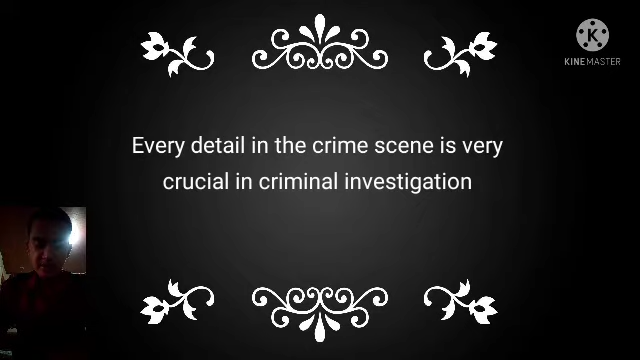 KINEMASTER
Every detail in the crime scene is very
crucial in criminal investigation